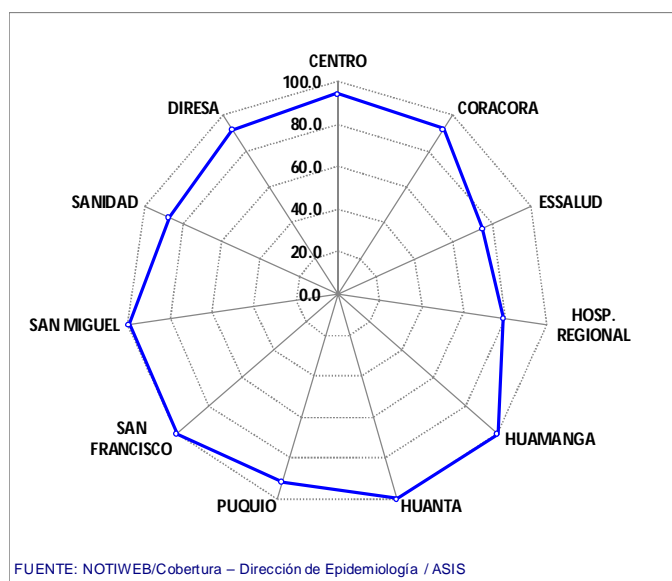 CENTRO
100.0
DIRESA
CORACORA
80.0
60.0
SANIDAD
ESSALUD
40.0
20.0
0.0
SAN MIGUEL
HOSP.
REGIONAL
SAN
FRANCISCO
HUAMANGA
PUQUIO
HUANTA
FUENTE: NOTIWEB/Cobertura – Dirección de Epidemiología / ASIS